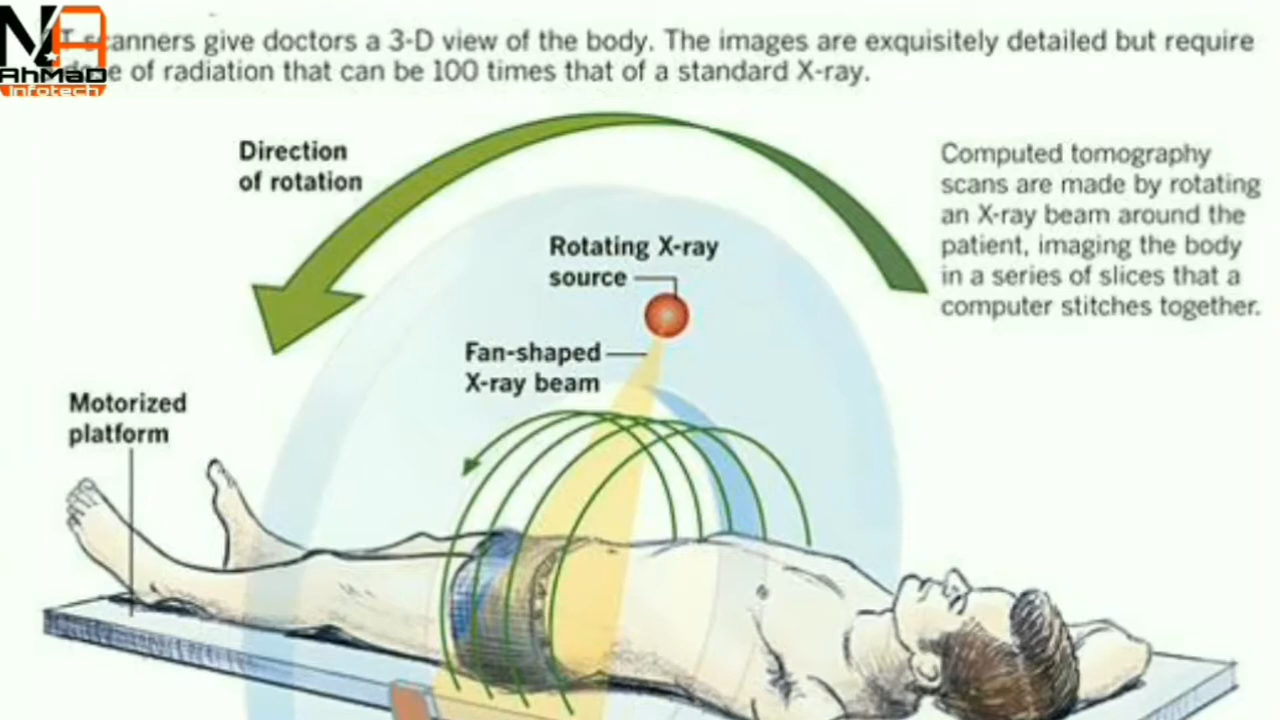 T scanners give doctors a 3-D view of the body. The images are exquisitely detailed but require
of radiation that can be 100 times that of a standard X-ray.
NA
AhMaD
Infotech
Direction
of rotation
Computed tomography
scans are made by rotating
an X-ray beam around the
patient, imaging the body
in a series of slices that a
computer stitches together.
Rotating X-ray
source
Fan-shaped
X-ray beam
Motorized
platform